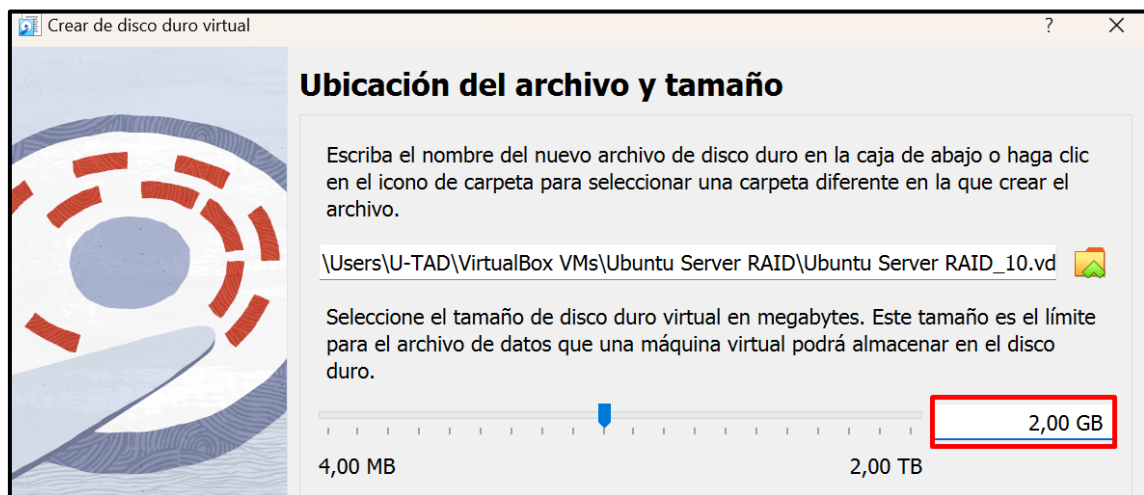 Crear de disco duro virtual
?
Ubicación del archivo y tamaño
Escriba el nombre del nuevo archivo de disco duro en la caja de abajo o haga clic
en el icono de carpeta para seleccionar una carpeta diferente en la que crear el
archivo.
\Users\U-TAD\VirtualBox VMs\Ubuntu Server RAID\Ubuntu Server RAID_10.vd
Seleccione el tamaño de disco duro virtual en megabytes. Este tamaño es el límite
para el archivo de datos que una máquina virtual podrá almacenar en el disco
duro.
2,00 GB
4,00 MB 2,00 TB